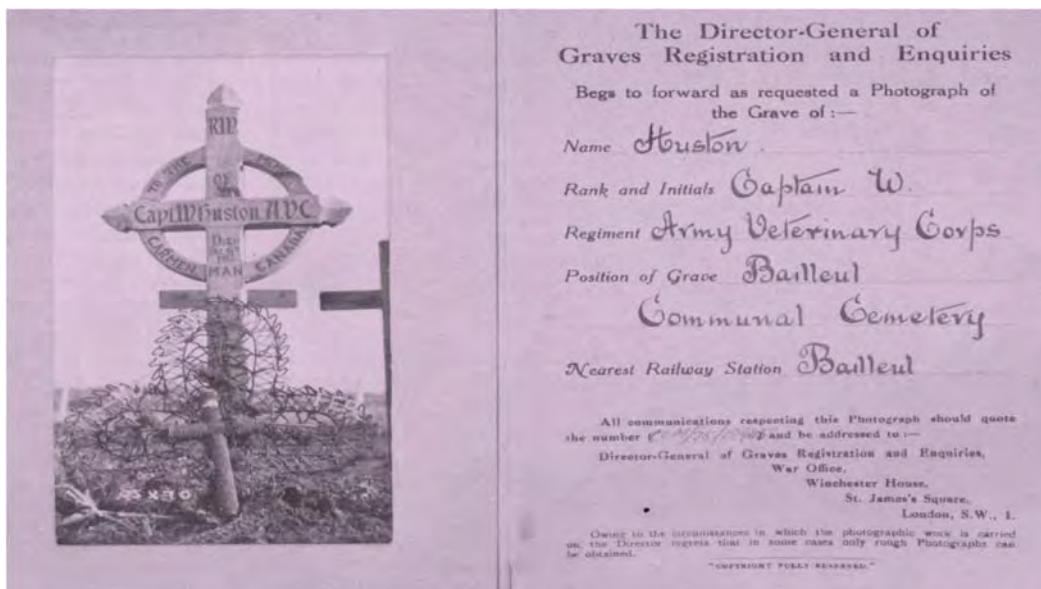 RIP
TO THE
OF
Capt W Huston AVC
Died
CARMEN MAN CANADA
The Director-General of
Graves Registration and Enquiries
Begs to forward as requested a Photograph of
the Grave of :—
Name Huston.
Rank and Initials Captain W.
Regiment Army Veterinary Corps
Position of Grave Bailleul
Communal Cemetery
Nearest Railway Station Bailleul
All communications respecting this Photograph should quote
the number and be addressed to :—
Director-General of Graves Registration and Enquiries,
War Office,
Winchester House,
St. James's Square,
London, S.W., 1.
Owing to the circumstances in which the photographic work is carried
on, the Director regrets that in some cases only rough Photographs can
be obtained.
"COPYRIGHT FULLY RESERVED."